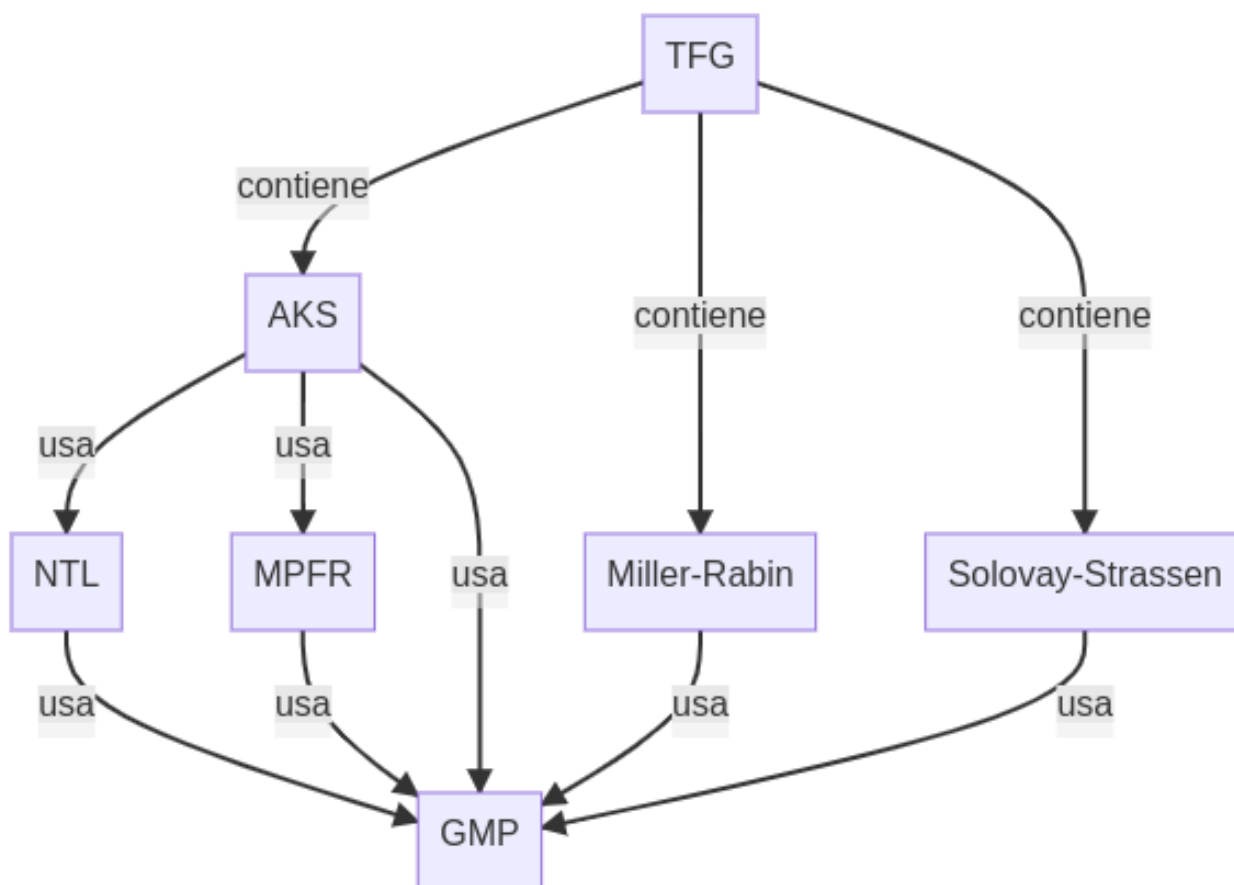 TFG
contiene
AKS
contiene
contiene
usa
usa
NTL
MPFR
usa
Miller-Rabin
Solovay-Strassen
usa
usa
usa
usa
GMP